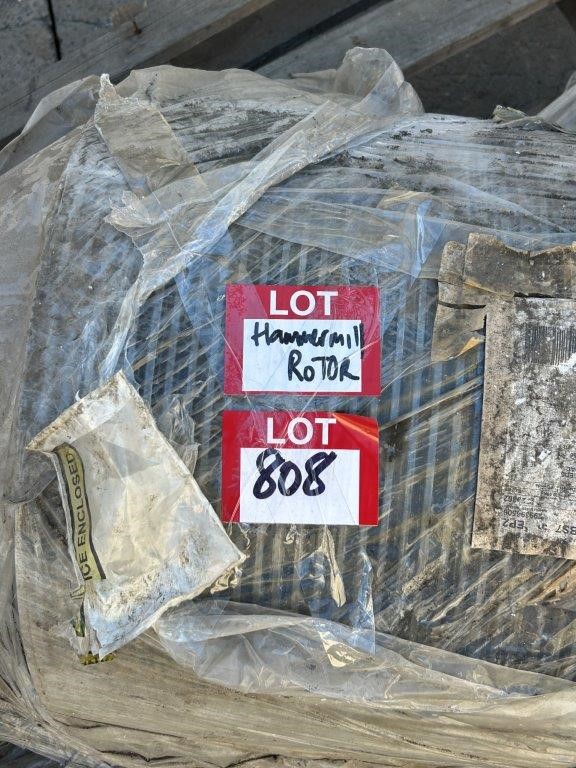 LOT
Hammermill
ROTOR
LOT
808
ICE ENCLOSED